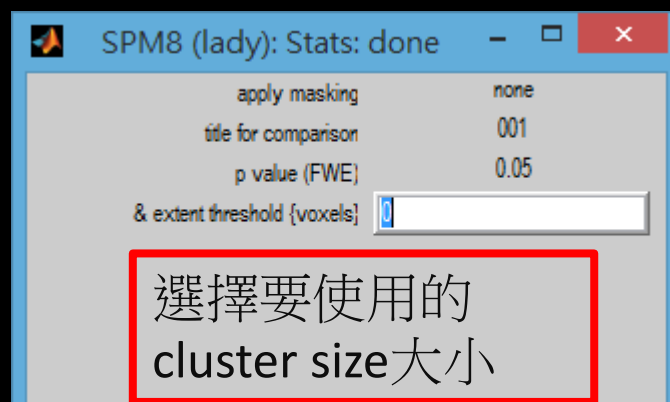 SPM8 (lady): Stats: done
apply masking none
title for comparison 001
p value (FWE) 0.05
& extent threshold {voxels} 0
選擇要使用的
cluster size大小